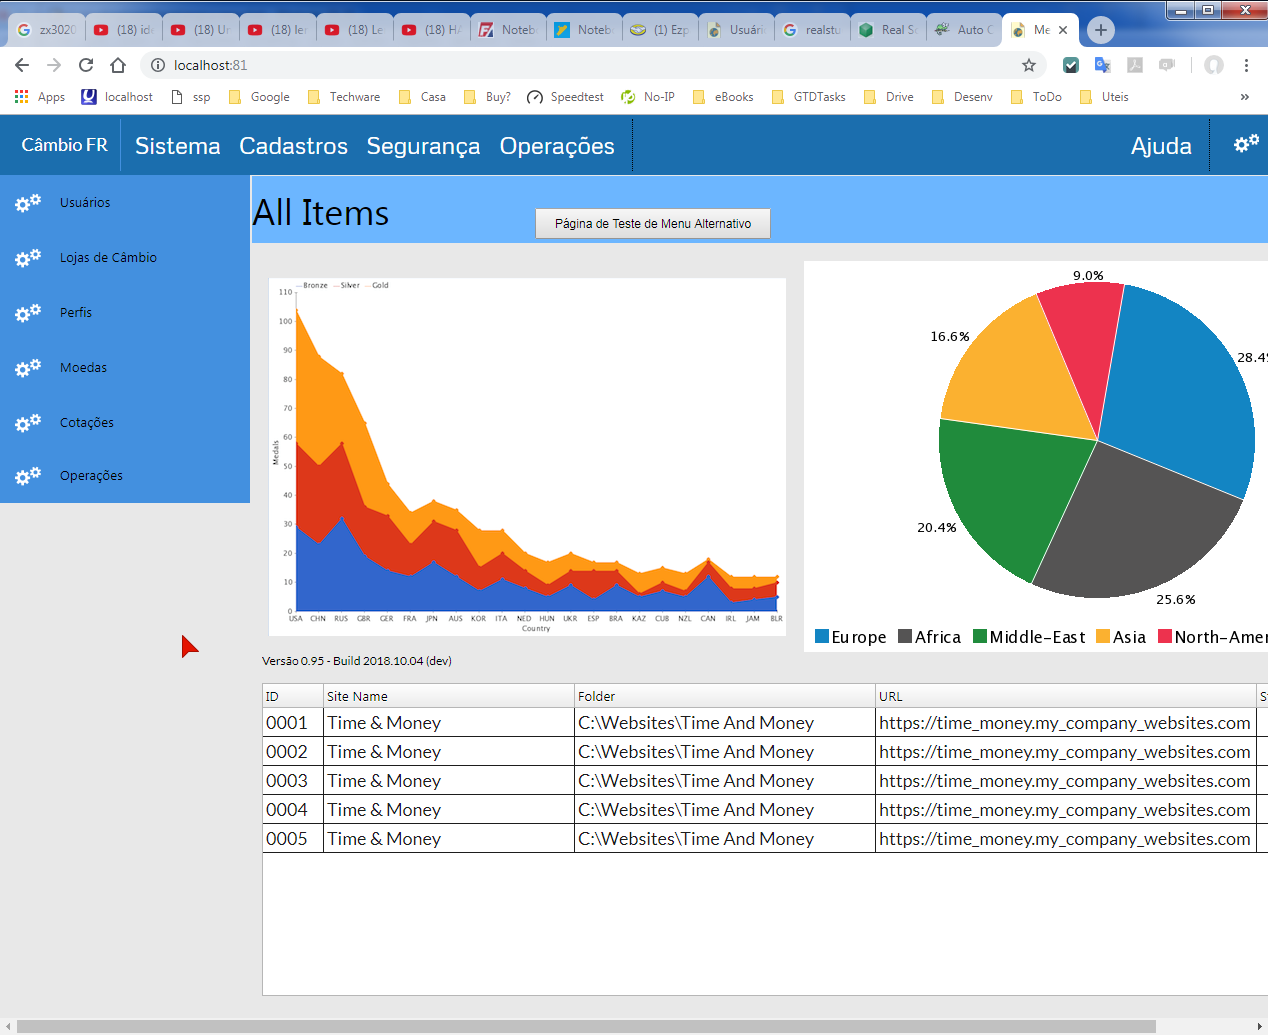 zx3020 (18) ide (18) Un (18) ler (18) Le (18) HA Noteb Noteb (1) Ezp Usuári realstu Real Sc Auto C Me
localhost:81
Apps localhost ssp Google Techware Casa Buy? Speedtest No-IP eBooks GTDTasks Drive Desenv ToDo Uteis »
Câmbio FR Sistema Cadastros Segurança Operações Ajuda
Usuários
Lojas de Câmbio
Perfis
Moedas
Cotações
Operações
All Items
Página de Teste de Menu Alternativo
Bronze Silver Gold
110
100
90
80
70
60
50
40
30
20
10
0
Medals
USA CHN RUS GBR GER FRA JPN AUS KOR ITA NED HUN UKR ESP BRA KAZ CUB NZL CAN IRL JAM BLR
Country
9.0%
16.6%
28.4%
20.4%
25.6%
Europe Africa Middle-East Asia North-Amer
Versão 0.95 - Build 2018.10.04 (dev)
ID Site Name Folder URL S
0001 Time & Money C:\Websites\Time And Money https://time_money.my_company_websites.com
0002 Time & Money C:\Websites\Time And Money https://time_money.my_company_websites.com
0003 Time & Money C:\Websites\Time And Money https://time_money.my_company_websites.com
0004 Time & Money C:\Websites\Time And Money https://time_money.my_company_websites.com
0005 Time & Money C:\Websites\Time And Money https://time_money.my_company_websites.com